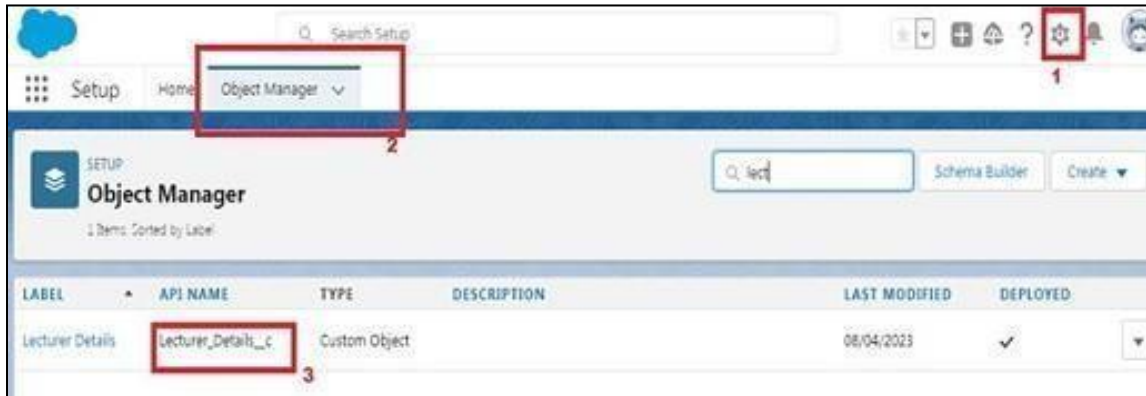 Search Setup
1
Setup Home Object Manager
2
SETUP
Object Manager
1 Items, Sorted by Label
lect
Schema Builder
Create
LABEL API NAME TYPE DESCRIPTION LAST MODIFIED DEPLOYED
Lecturer Details Lecturer_Details__c Custom Object 08/04/2023
3